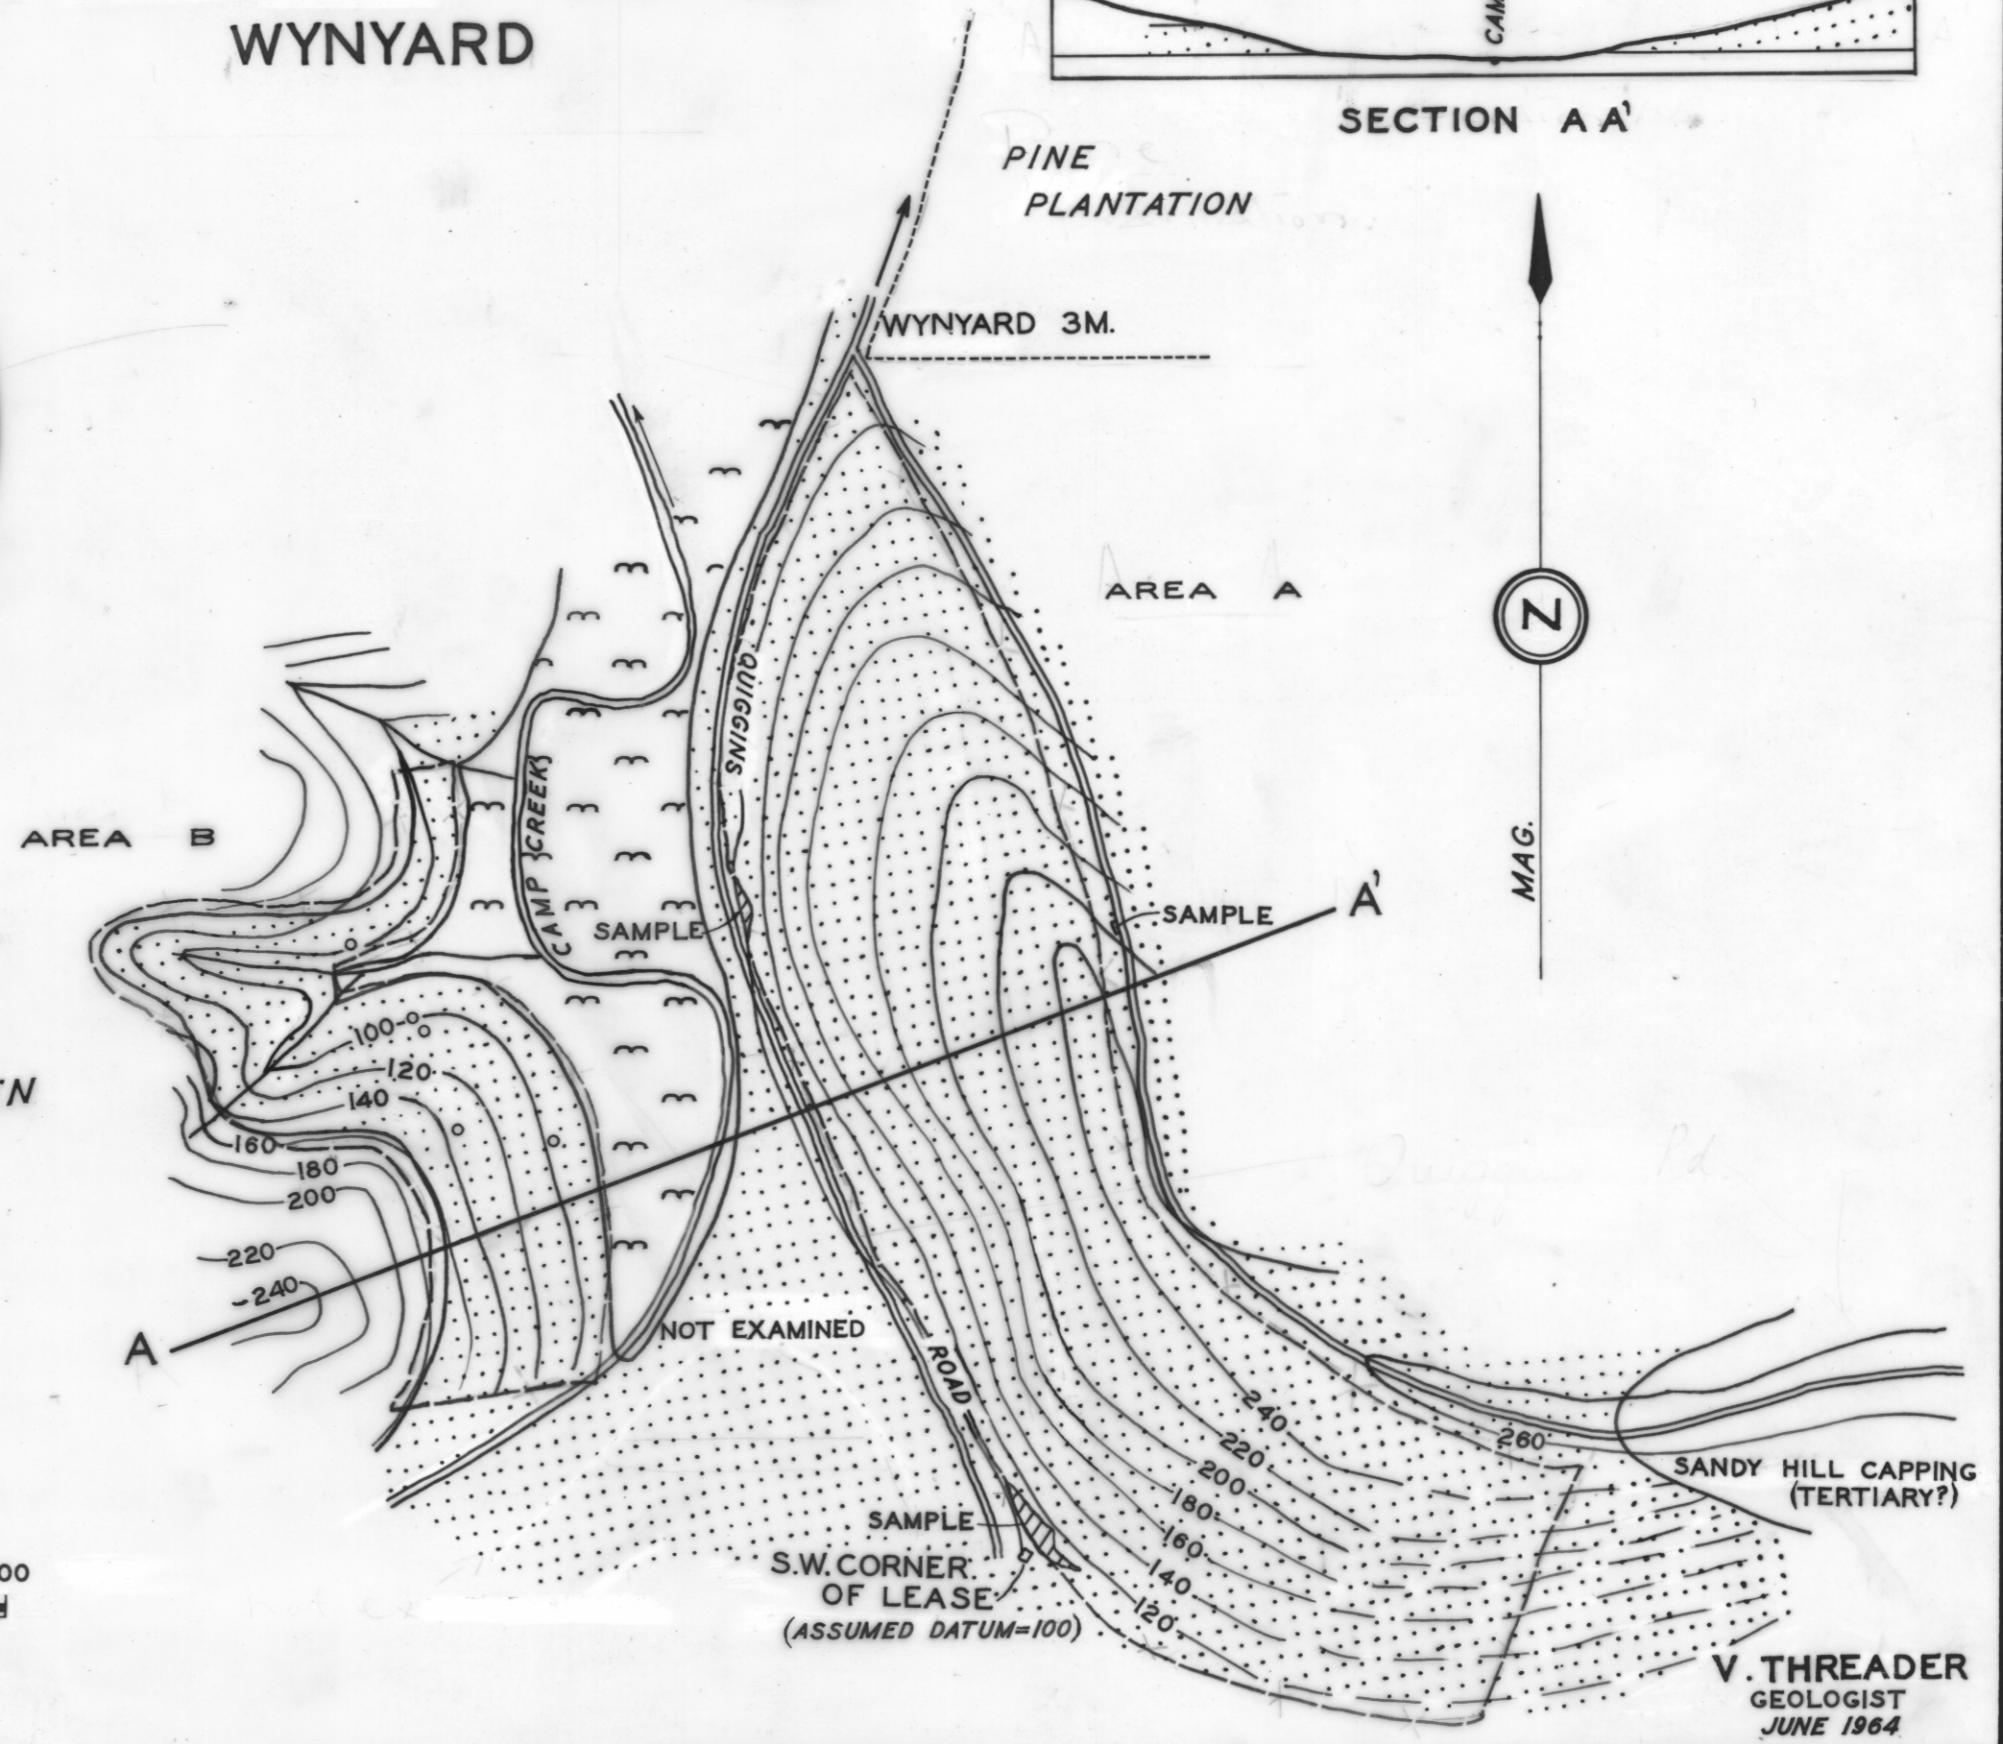 WYNYARD
CAM
SECTION A A'
PINE
PLANTATION
WYNYARD 3M.
AREA A
N
MAG.
QUIGGINS
CAMP CREEK
AREA B
SAMPLE
SAMPLE
A'
100
120
140
160
180
200
220
240
A
N
NOT EXAMINED
ROAD
240
220
200
180
160
140
120
260
SANDY HILL CAPPING
(TERTIARY?)
SAMPLE
S.W. CORNER
OF LEASE
(ASSUMED DATUM=100)
00
V. THREADER
GEOLOGIST
JUNE 1964